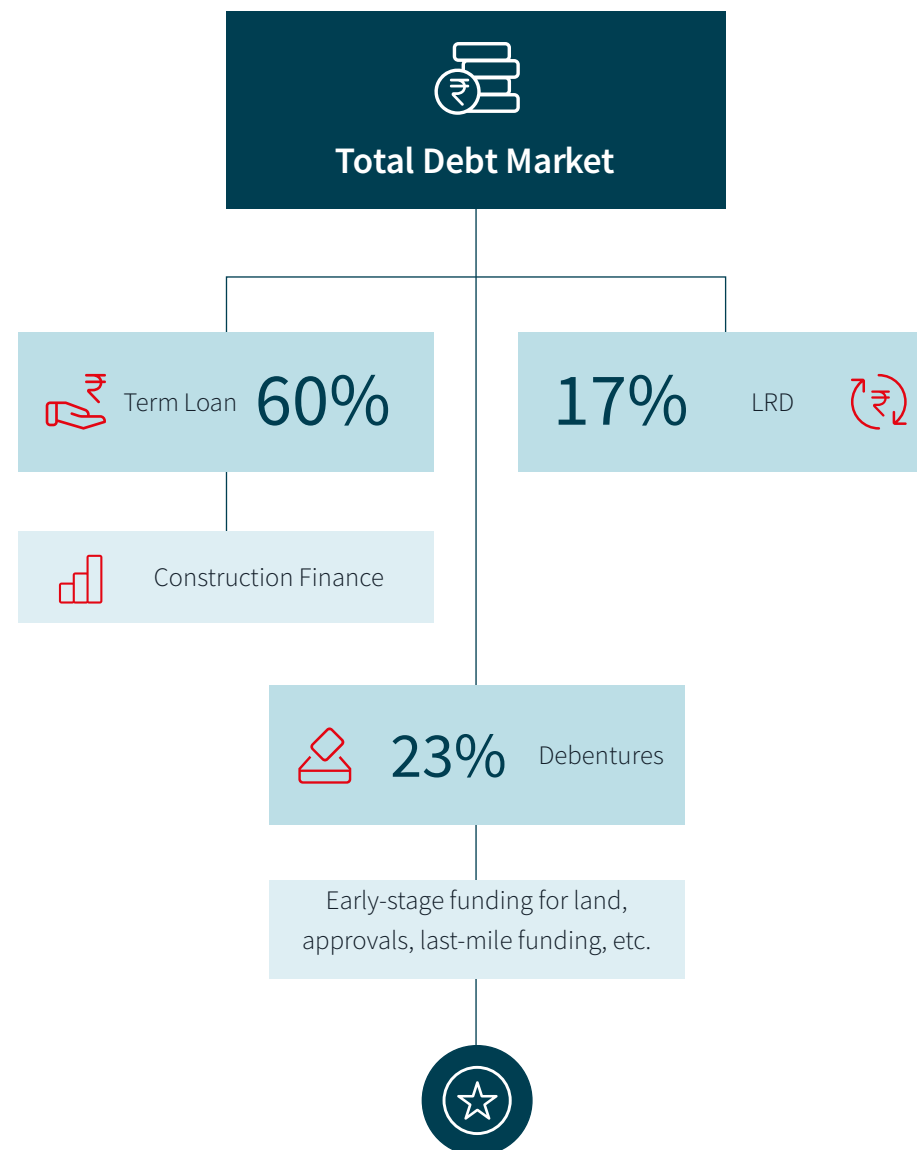 ₹
Total Debt Market
₹
Term Loan 60%
17% LRD
₹
Construction Finance
23% Debentures
Early-stage funding for land,
approvals, last-mile funding, etc.